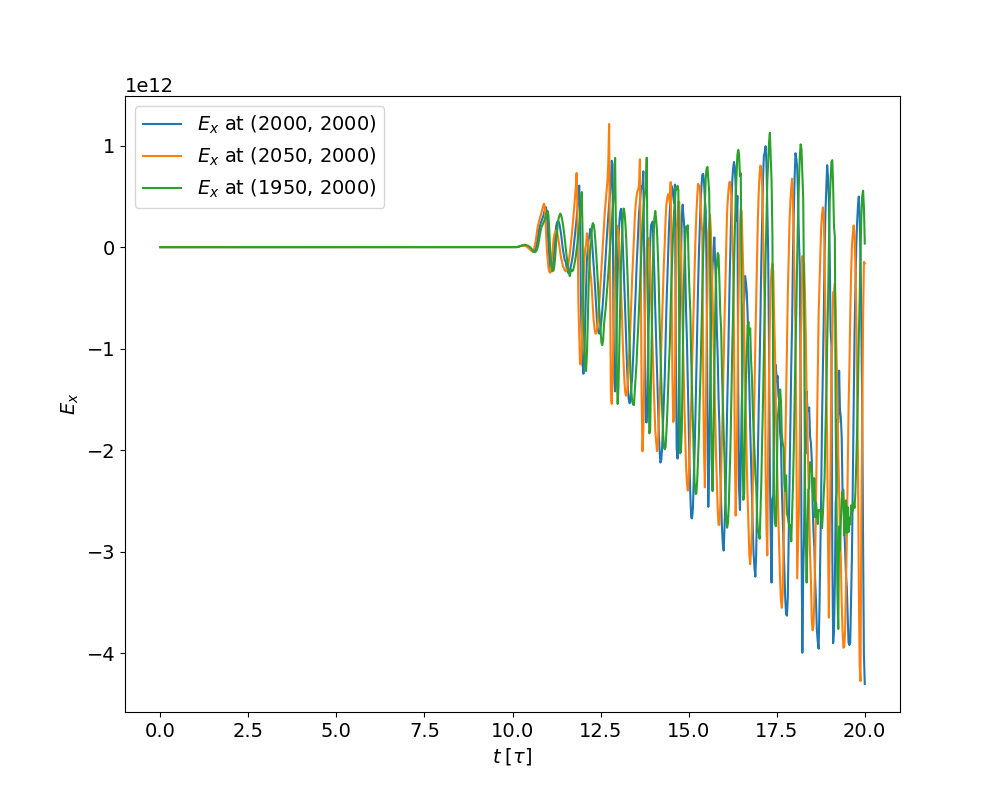 1e12
E_x at (2000, 2000)
E_x at (2050, 2000)
E_x at (1950, 2000)
1
0
−1
−2
−3
−4
E_x
0.0 2.5 5.0 7.5 10.0 12.5 15.0 17.5 20.0
t [τ]